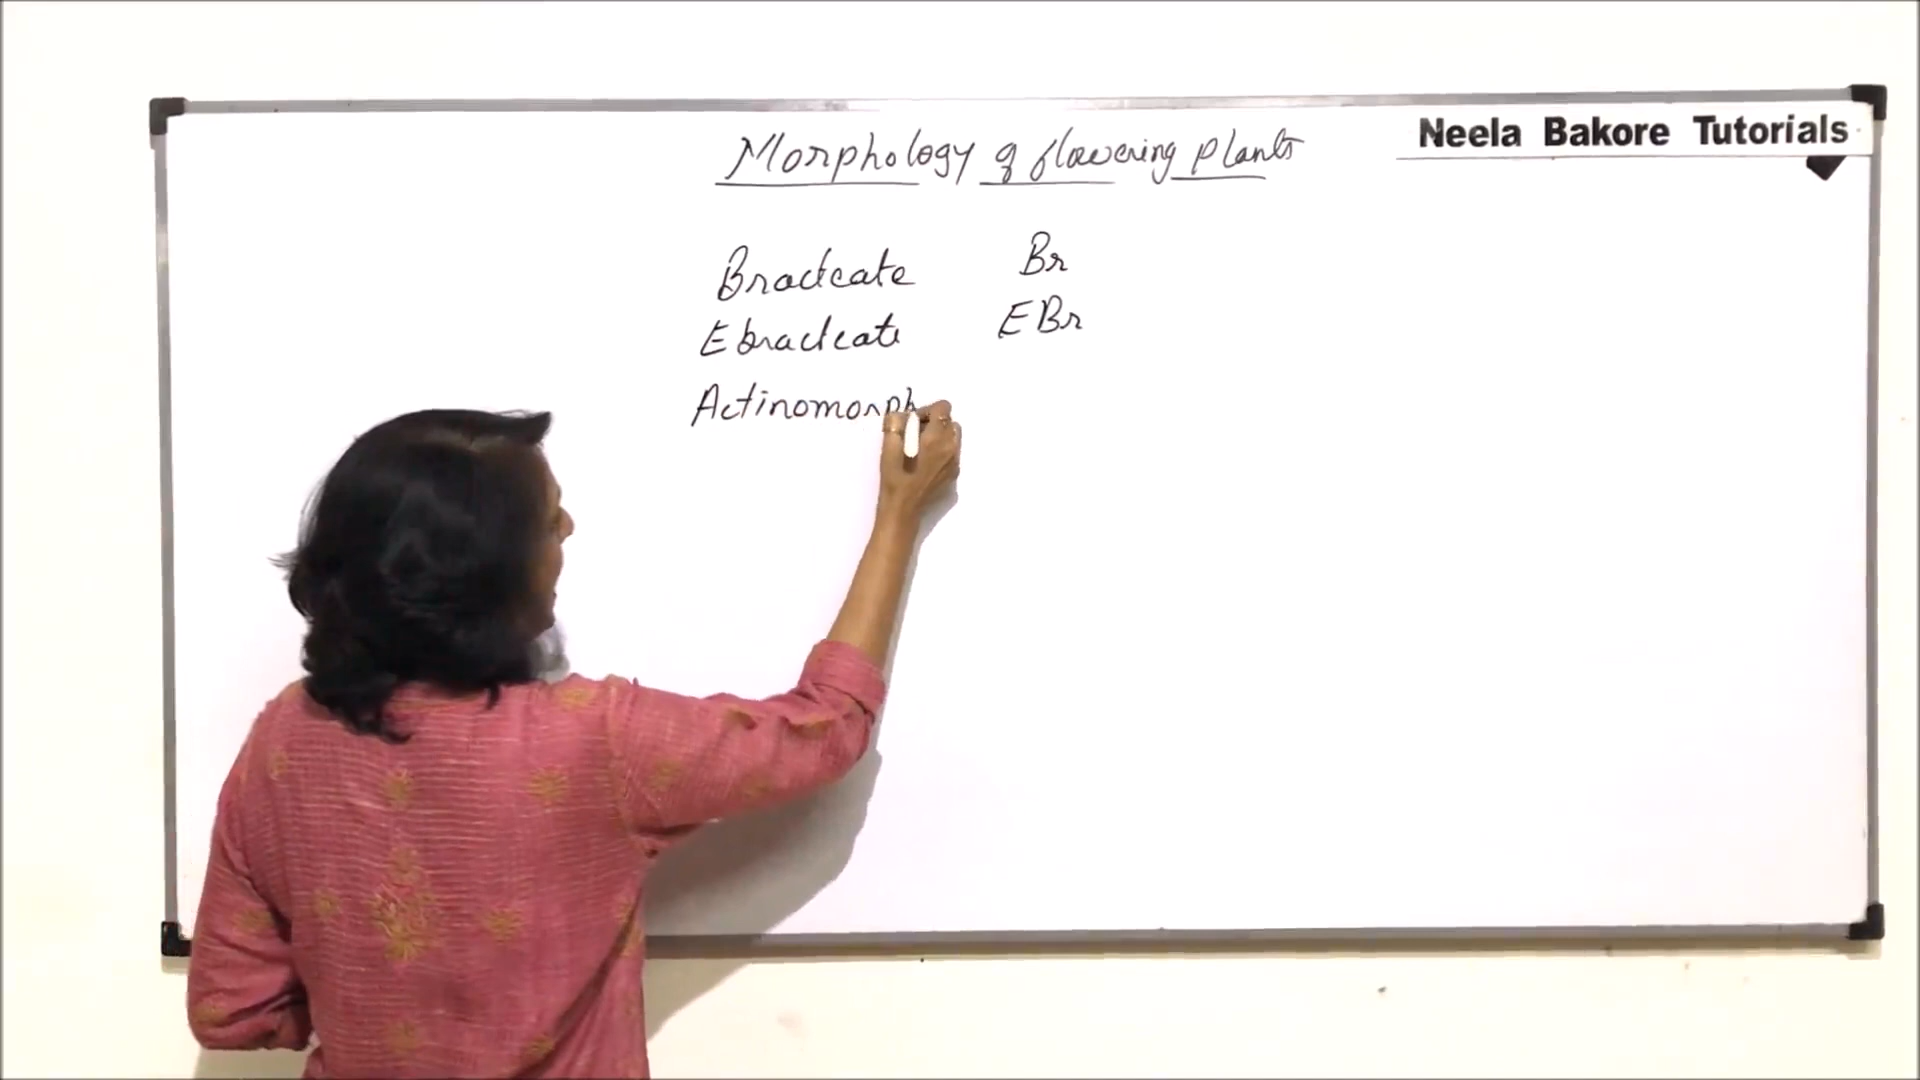 Neela Bakore Tutorials
Morphology of flowering plants
Bracteate Br
Ebracteate EBr
Actinomorph